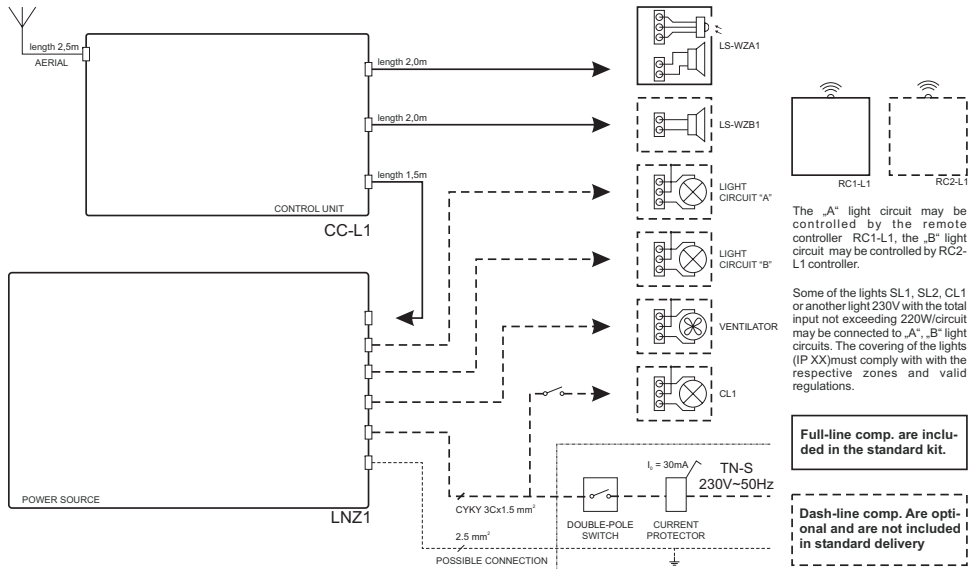 length 2,5m
AERIAL
length 2,0m
length 2,0m
length 1,5m
CONTROL UNIT
CC-L1
POWER SOURCE
LNZ1
LS-WZA1
LS-WZB1
LIGHT
CIRCUIT "A"
LIGHT
CIRCUIT "B"
VENTILATOR
CL1
CYKY 3Cx1.5 mm²
2.5 mm²
POSSIBLE CONNECTION
DOUBLE-POLE
SWITCH
CURRENT
PROTECTOR
TN-S
230V~50Hz
RC1-L1
RC2-L1
The „A“ light circuit may be
controlled by the remote
controller RC1-L1, the „B“ light
circuit may be controlled by RC2-
L1 controller.
Some of the lights SL1, SL2, CL1
or another light 230V with the total
input not exceeding 220W/circuit
may be connected to „A“, „B“ light
circuits. The covering of the lights
(IP XX)must comply with with the
respective zones and valid
regulations.
Full-line comp. are inclu-
ded in the standard kit.
Dash-line comp. Are opti-
onal and are not included
in standard delivery